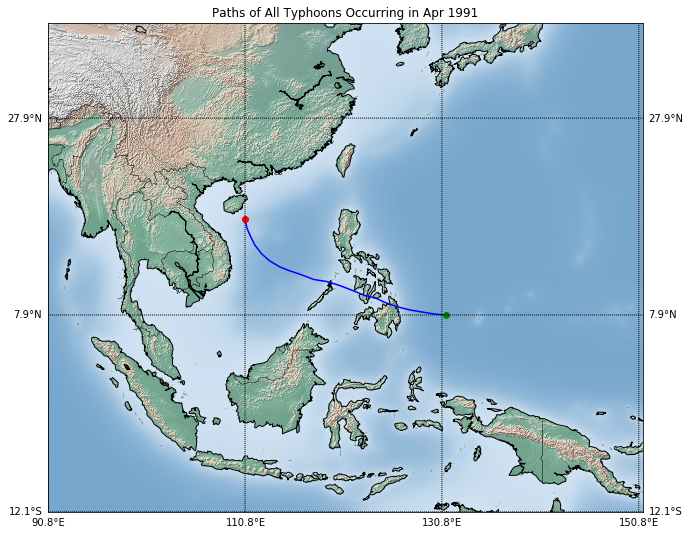 Paths of All Typhoons Occurring in Apr 1991
27.9°N 27.9°N
7.9°N 7.9°N
12.1°S 12.1°S
90.8°E 110.8°E 130.8°E 150.8°E